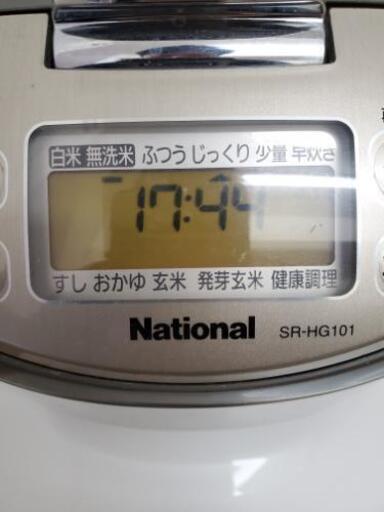 白米 無洗米 ふつう じっくり 少量 早炊き
17:44
すし おかゆ 玄米 発芽玄米 健康調理
National SR-HG101